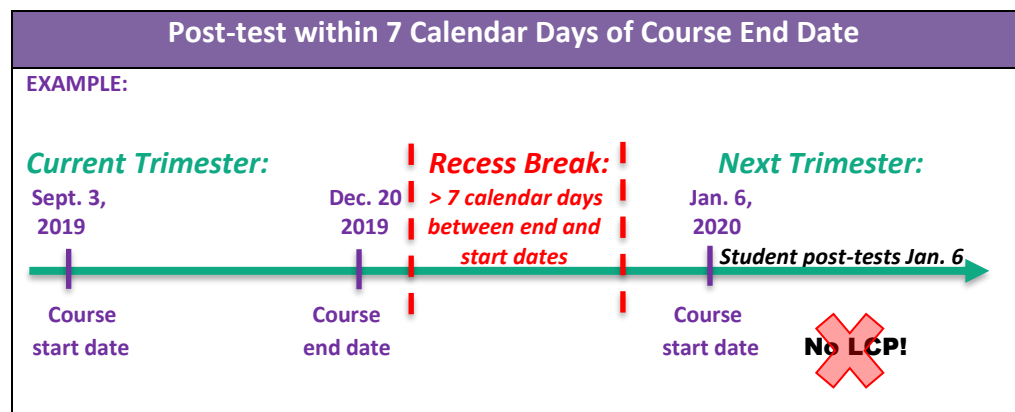 Post-test within 7 Calendar Days of Course End Date
EXAMPLE:
Current Trimester:
Recess Break:
Next Trimester:
Sept. 3,
2019
Dec. 20
2019
> 7 calendar days
between end and
start dates
Jan. 6,
2020
Student post-tests Jan. 6
Course
start date
Course
end date
Course
start date
No LCP!